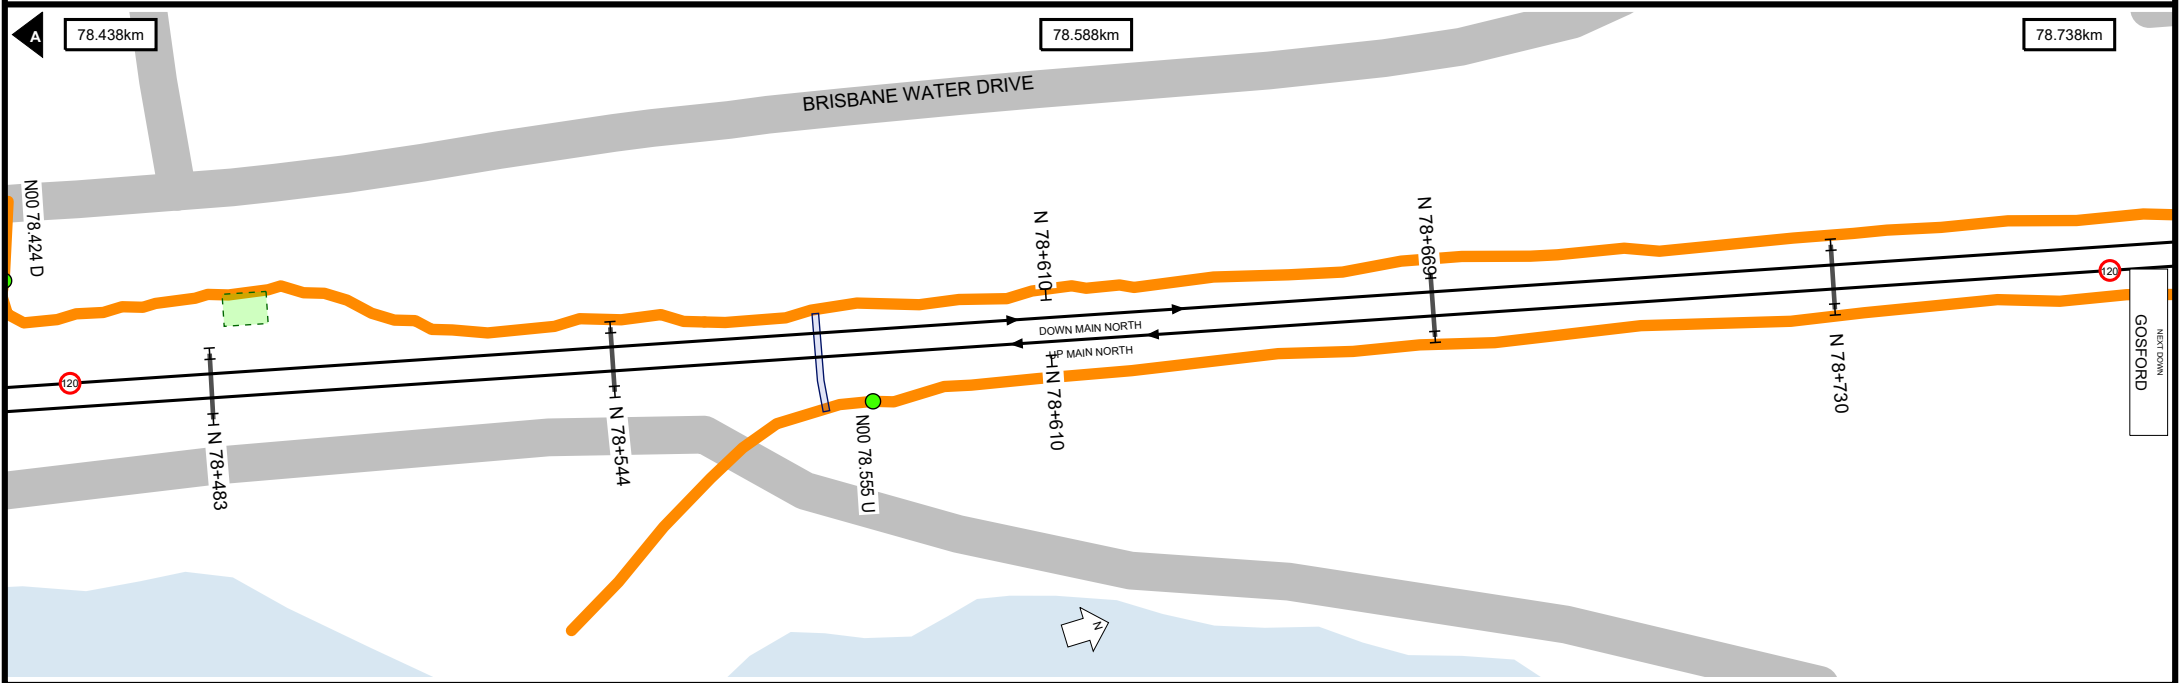 A
78.438km
78.588km
78.738km
BRISBANE WATER DRIVE
N00 78.424 D
N 78+610
N 78+669
120
DOWN MAIN NORTH
UP MAIN NORTH
120
N 78+483
N 78+544
N00 78.555 U
N 78+610
N 78+730
NEXT DOWN
GOSFORD
N